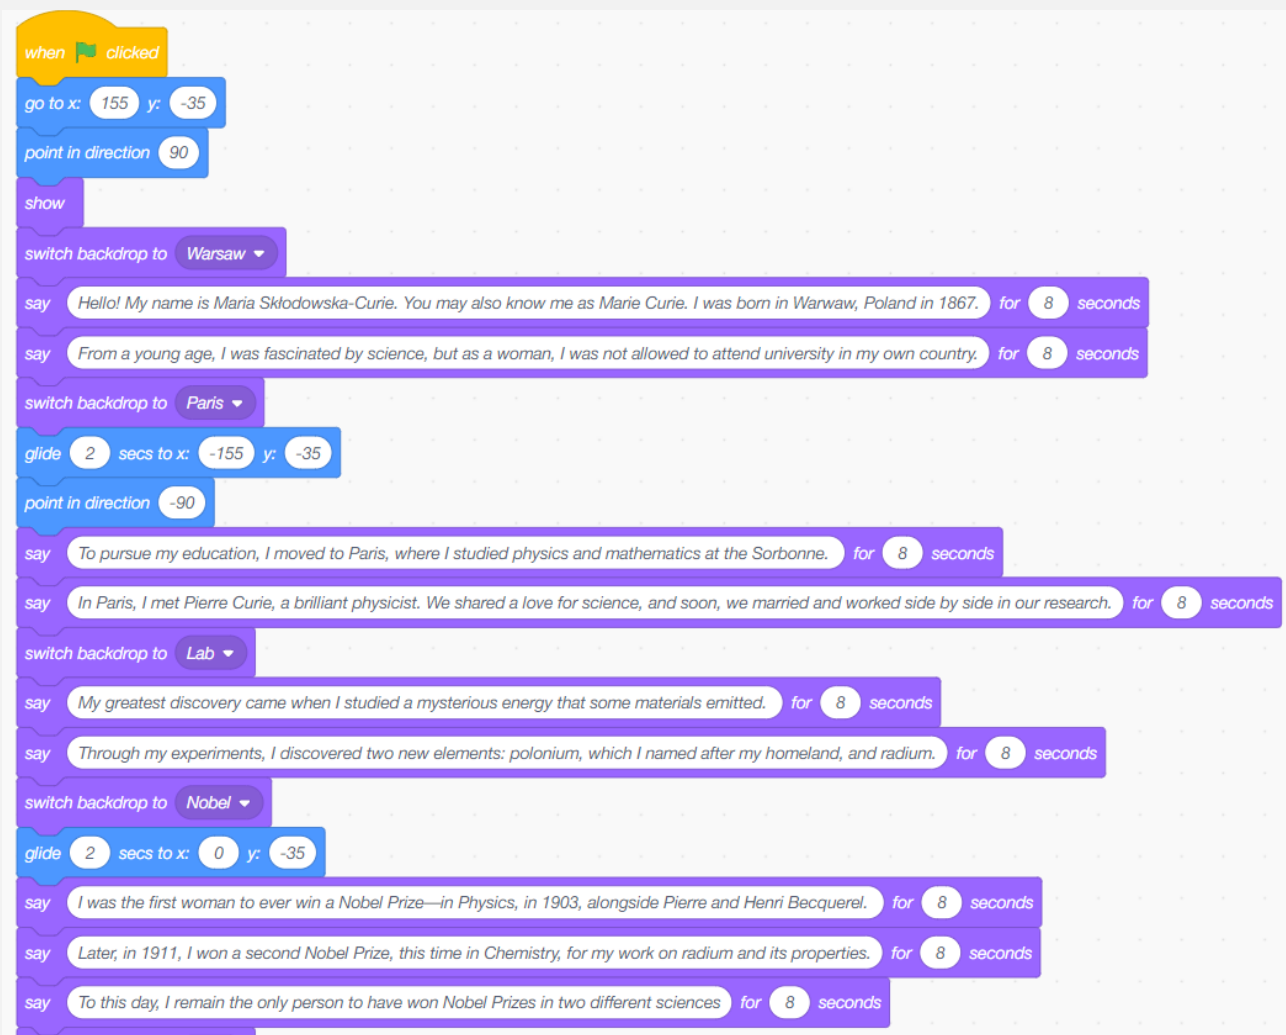 when clicked
go to x: 155 y: -35
point in direction 90
show
switch backdrop to Warsaw
say Hello! My name is Maria Skłodowska-Curie. You may also know me as Marie Curie. I was born in Warwaw, Poland in 1867. for 8 seconds
say From a young age, I was fascinated by science, but as a woman, I was not allowed to attend university in my own country. for 8 seconds
switch backdrop to Paris
glide 2 secs to x: -155 y: -35
point in direction -90
say To pursue my education, I moved to Paris, where I studied physics and mathematics at the Sorbonne. for 8 seconds
say In Paris, I met Pierre Curie, a brilliant physicist. We shared a love for science, and soon, we married and worked side by side in our research. for 8 seconds
switch backdrop to Lab
say My greatest discovery came when I studied a mysterious energy that some materials emitted. for 8 seconds
say Through my experiments, I discovered two new elements: polonium, which I named after my homeland, and radium. for 8 seconds
switch backdrop to Nobel
glide 2 secs to x: 0 y: -35
say I was the first woman to ever win a Nobel Prize—in Physics, in 1903, alongside Pierre and Henri Becquerel. for 8 seconds
say Later, in 1911, I won a second Nobel Prize, this time in Chemistry, for my work on radium and its properties. for 8 seconds
say To this day, I remain the only person to have won Nobel Prizes in two different sciences for 8 seconds